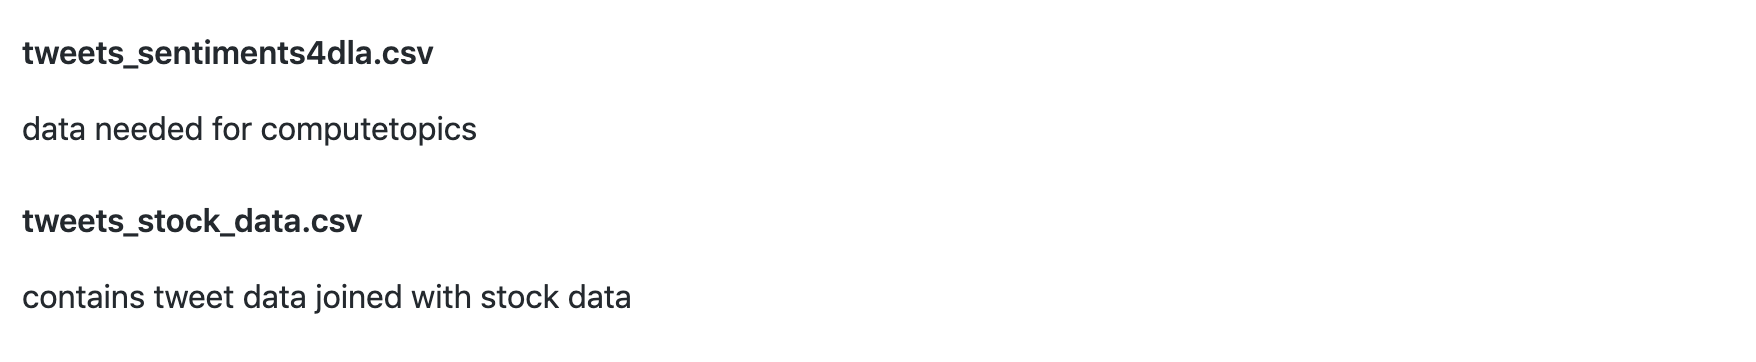 tweets_sentiments4dla.csv
data needed for computetopics
tweets_stock_data.csv
contains tweet data joined with stock data